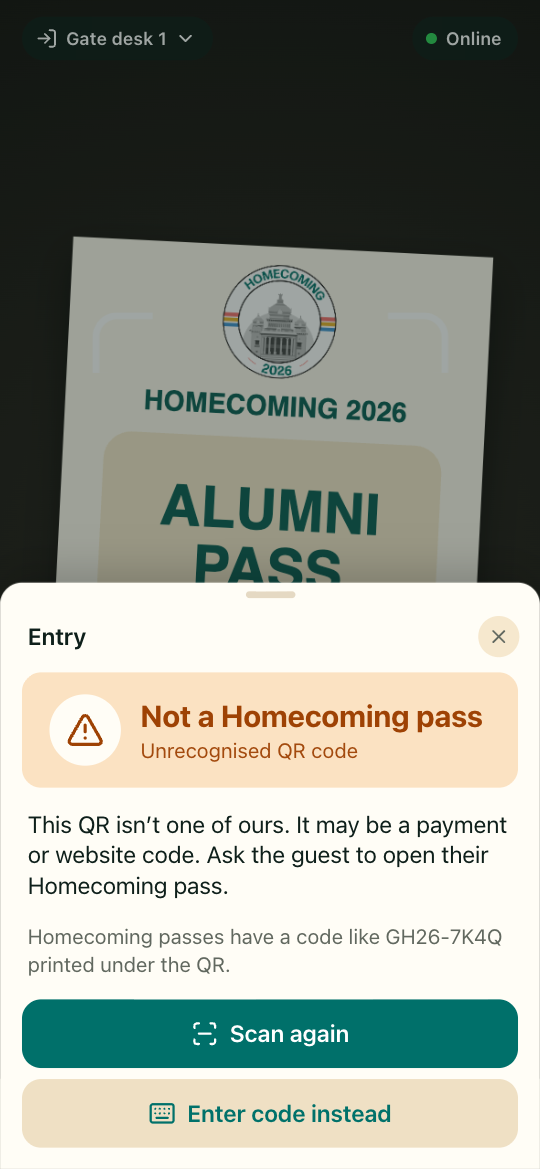 Gate desk 1
Online
HOMECOMING
2026
HOMECOMING 2026
ALUMNI
PASS
Entry
Not a Homecoming pass
Unrecognised QR code
This QR isn’t one of ours. It may be a payment
or website code. Ask the guest to open their
Homecoming pass.
Homecoming passes have a code like GH26-7K4Q
printed under the QR.
Scan again
Enter code instead